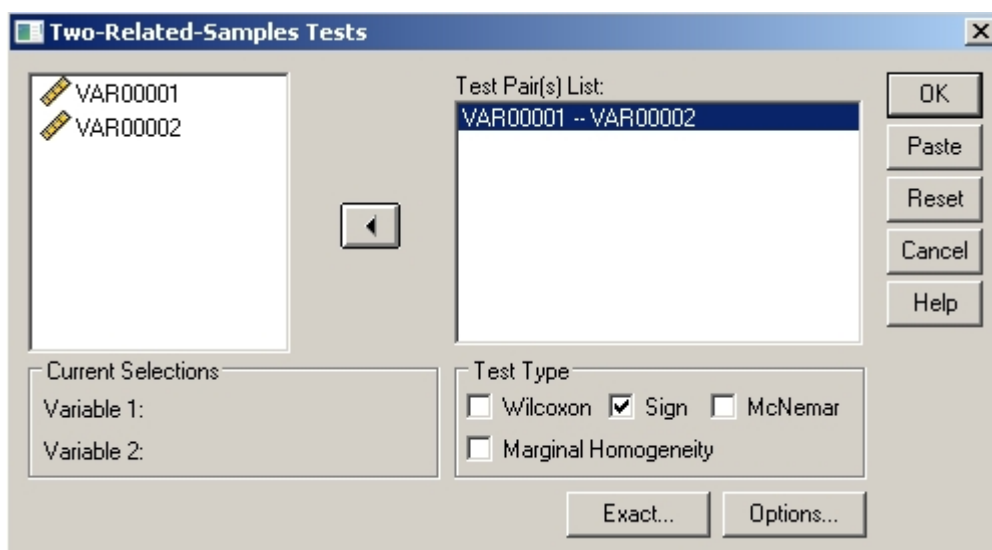 Two-Related-Samples Tests
VAR00001
VAR00002
Test Pair(s) List:
VAR00001 -- VAR00002
OK
Paste
Reset
Cancel
Help
Current Selections
Variable 1:
Variable 2:
Test Type
Wilcoxon Sign McNemar
Marginal Homogeneity
Exact... Options...